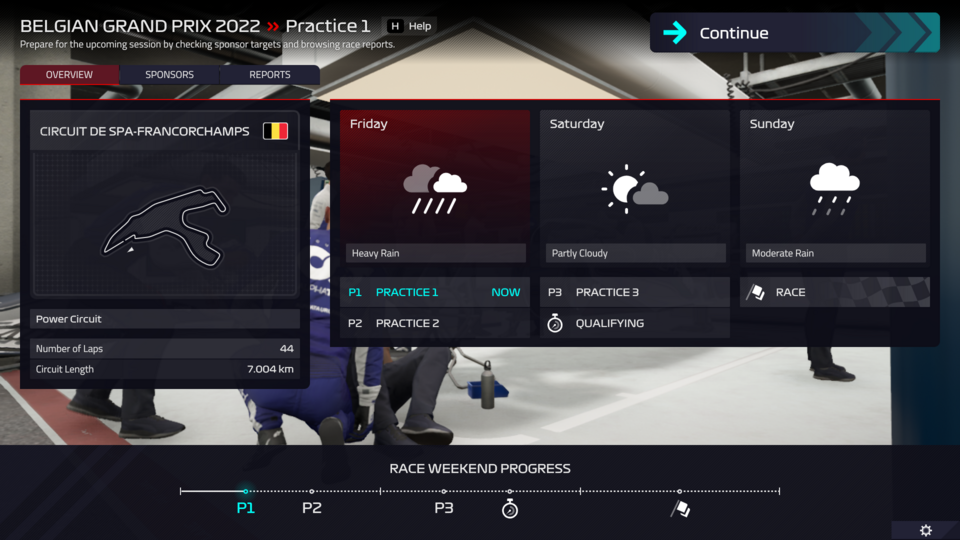 BELGIAN GRAND PRIX 2022 » Practice 1 H Help
Prepare for the upcoming session by checking sponsor targets and browsing race reports.
Continue
OVERVIEW SPONSORS REPORTS
CIRCUIT DE SPA-FRANCORCHAMPS
Power Circuit
Number of Laps 44
Circuit Length 7.004 km
Friday Saturday Sunday
Heavy Rain Partly Cloudy Moderate Rain
P1 PRACTICE 1 NOW P3 PRACTICE 3 RACE
P2 PRACTICE 2 QUALIFYING
RACE WEEKEND PROGRESS
P1 P2 P3